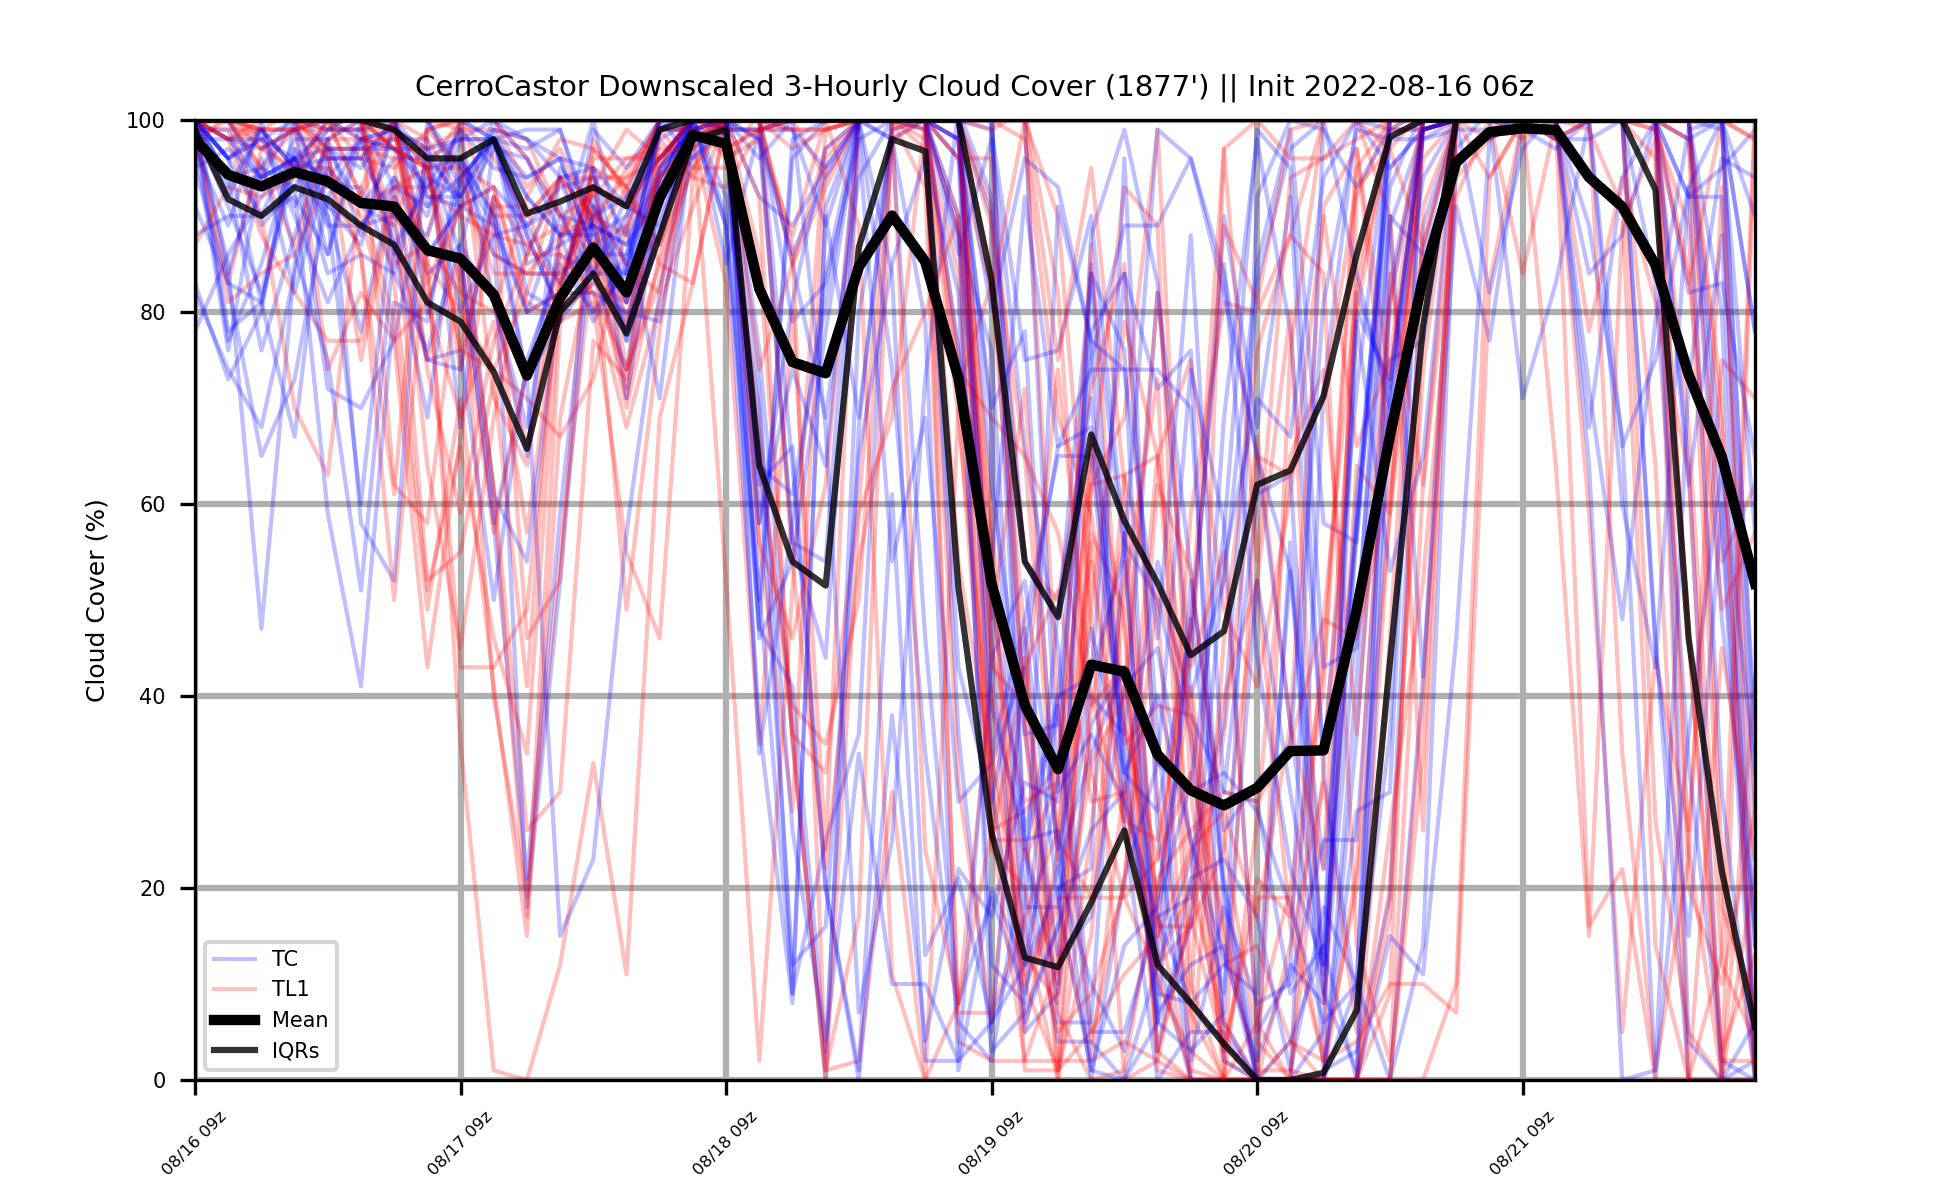 CerroCastor Downscaled 3-Hourly Cloud Cover (1877') || Init 2022-08-16 06z
Cloud Cover (%)
100
80
60
40
20
0
TC
TL1
Mean
IQRs
08/16 09z
08/17 09z
08/18 09z
08/19 09z
08/20 09z
08/21 09z